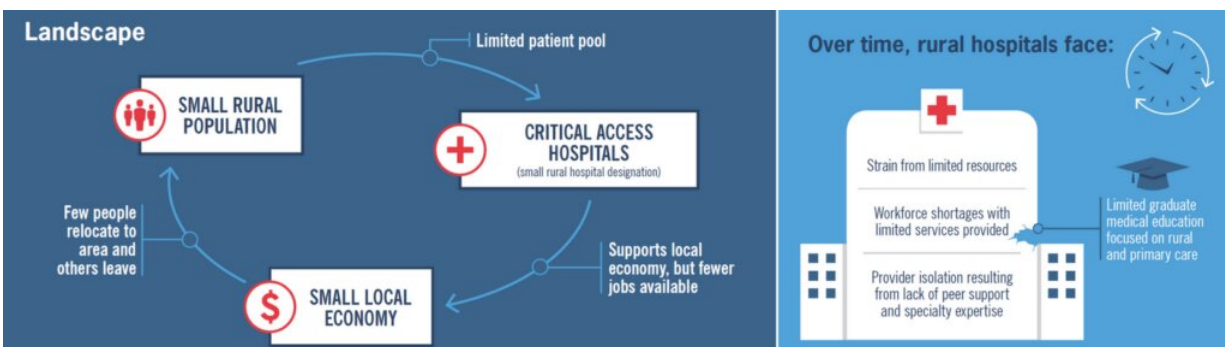 Landscape
Limited patient pool
SMALL RURAL
POPULATION
CRITICAL ACCESS
HOSPITALS
(small rural hospital designation)
Supports local
economy, but fewer
jobs available
SMALL LOCAL
ECONOMY
$
Few people
relocate to
area and
others leave
Over time, rural hospitals face:
Strain from limited resources
Workforce shortages with
limited services provided
Limited graduate
medical education
focused on rural
and primary care
Provider isolation resulting
from lack of peer support
and specialty expertise